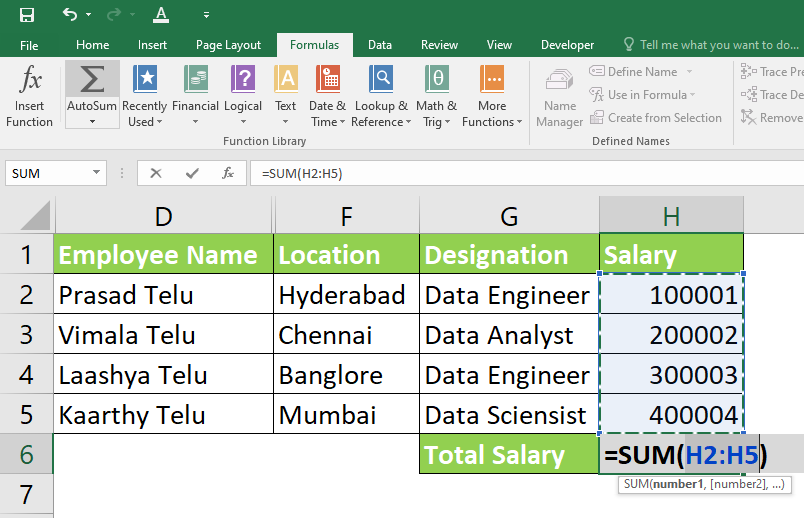 A
File Home Insert Page Layout Formulas Data Review View Developer Tell me what you want to do...
Insert Function
AutoSum
Recently Used
Financial
Logical
Text
Date & Time
Lookup & Reference
Math & Trig
More Functions
Function Library
Name Manager
Define Name
Use in Formula
Create from Selection
Defined Names
Trace Pre
Trace De
Remove
SUM fx =SUM(H2:H5)
D F G H
1 Employee Name Location Designation Salary
2 Prasad Telu Hyderabad Data Engineer 100001
3 Vimala Telu Chennai Data Analyst 200002
4 Laashya Telu Banglore Data Engineer 300003
5 Kaarthy Telu Mumbai Data Sciensist 400004
6 Total Salary =SUM(H2:H5)
SUM(number1, [number2], ...)
7